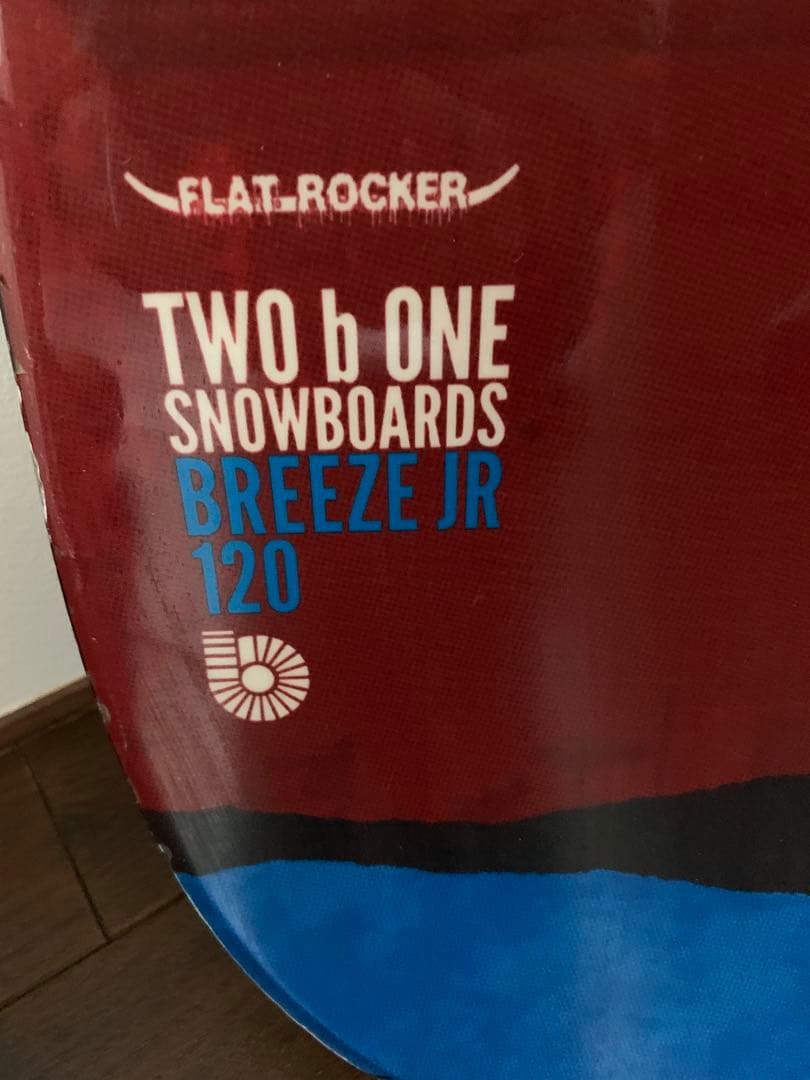 FLAT ROCKER
TWO b ONE
SNOWBOARDS
BREEZE JR
120
b